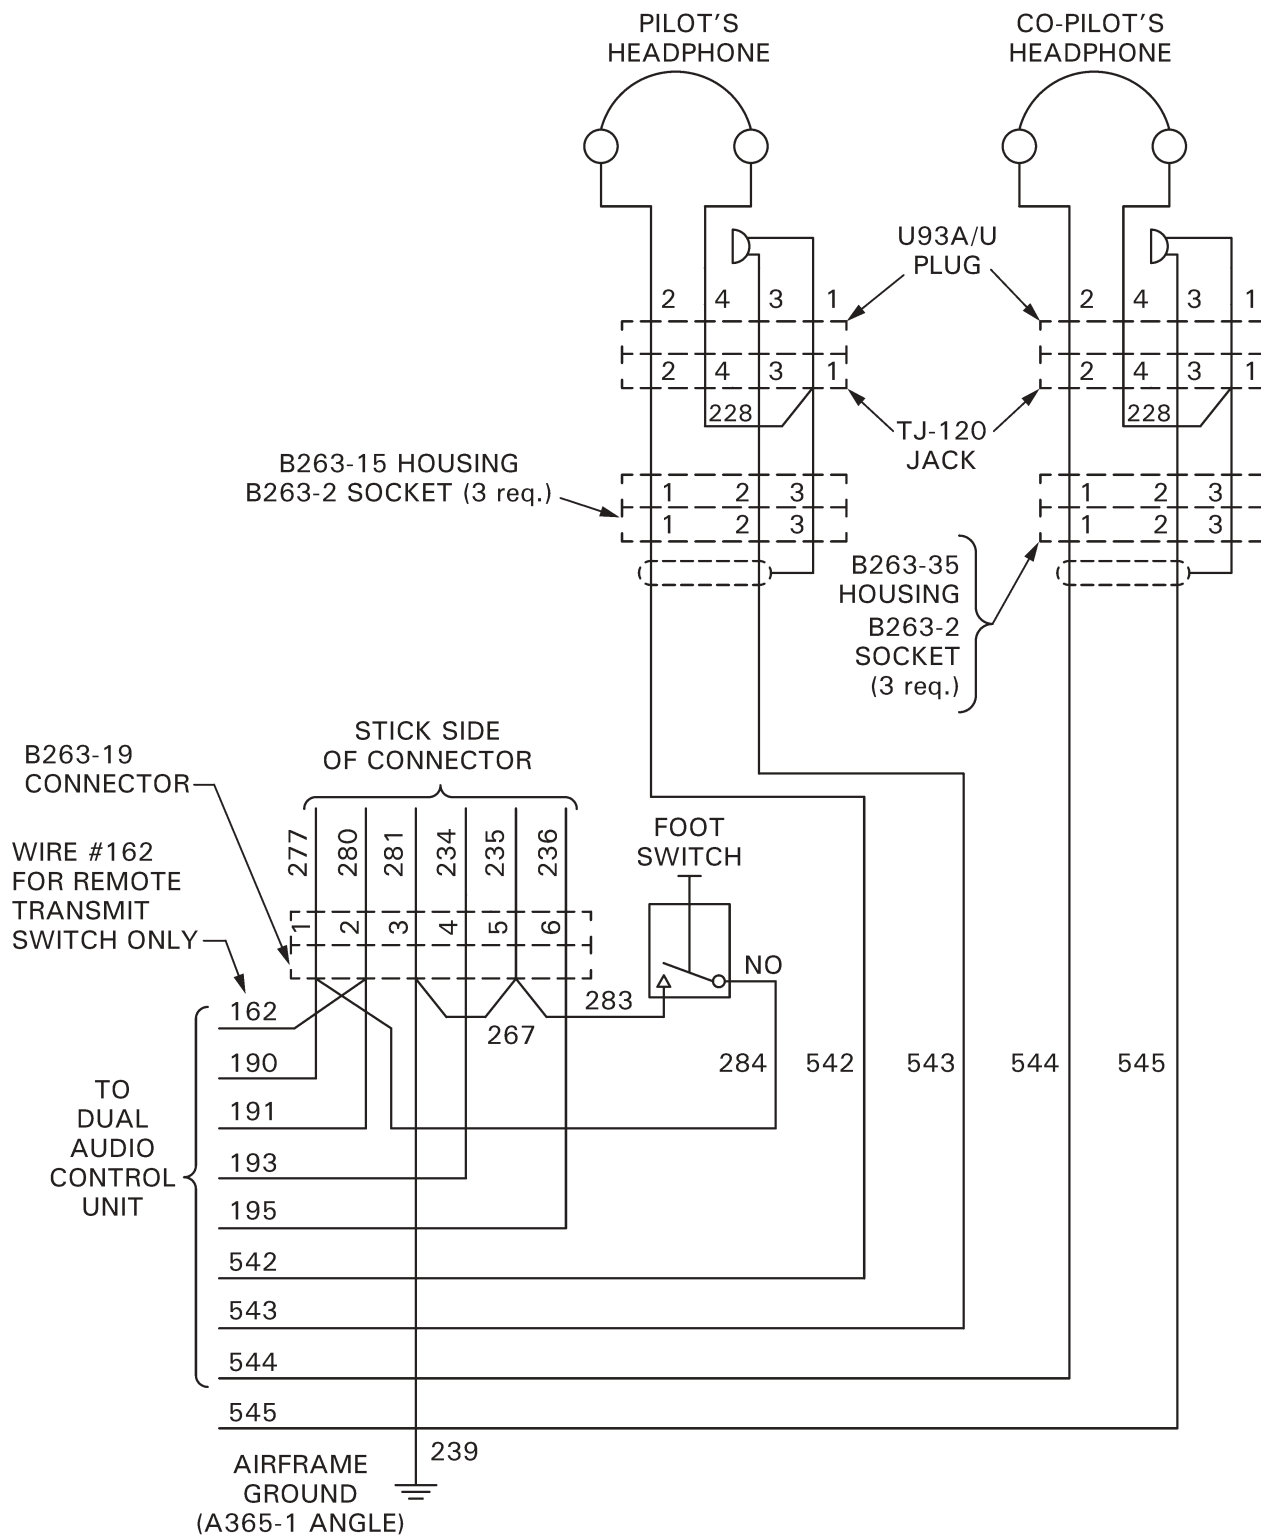 PILOT'S
HEADPHONE
CO-PILOT'S
HEADPHONE
U93A/U
PLUG
2 4 3 1
2 4 3 1
2 4 3 1
2 4 3 1
228
228
TJ-120
JACK
B263-15 HOUSING
B263-2 SOCKET (3 req.)
1 2 3
1 2 3
1 2 3
1 2 3
B263-35
HOUSING
B263-2
SOCKET
(3 req.)
STICK SIDE
OF CONNECTOR
B263-19
CONNECTOR
277
280
281
234
235
236
FOOT
SWITCH
WIRE #162
FOR REMOTE
TRANSMIT
SWITCH ONLY
1
2
3
4
5
6
NO
283
267
284
542
543
544
545
TO
DUAL
AUDIO
CONTROL
UNIT
162
190
191
193
195
542
543
544
545
239
AIRFRAME
GROUND
(A365-1 ANGLE)